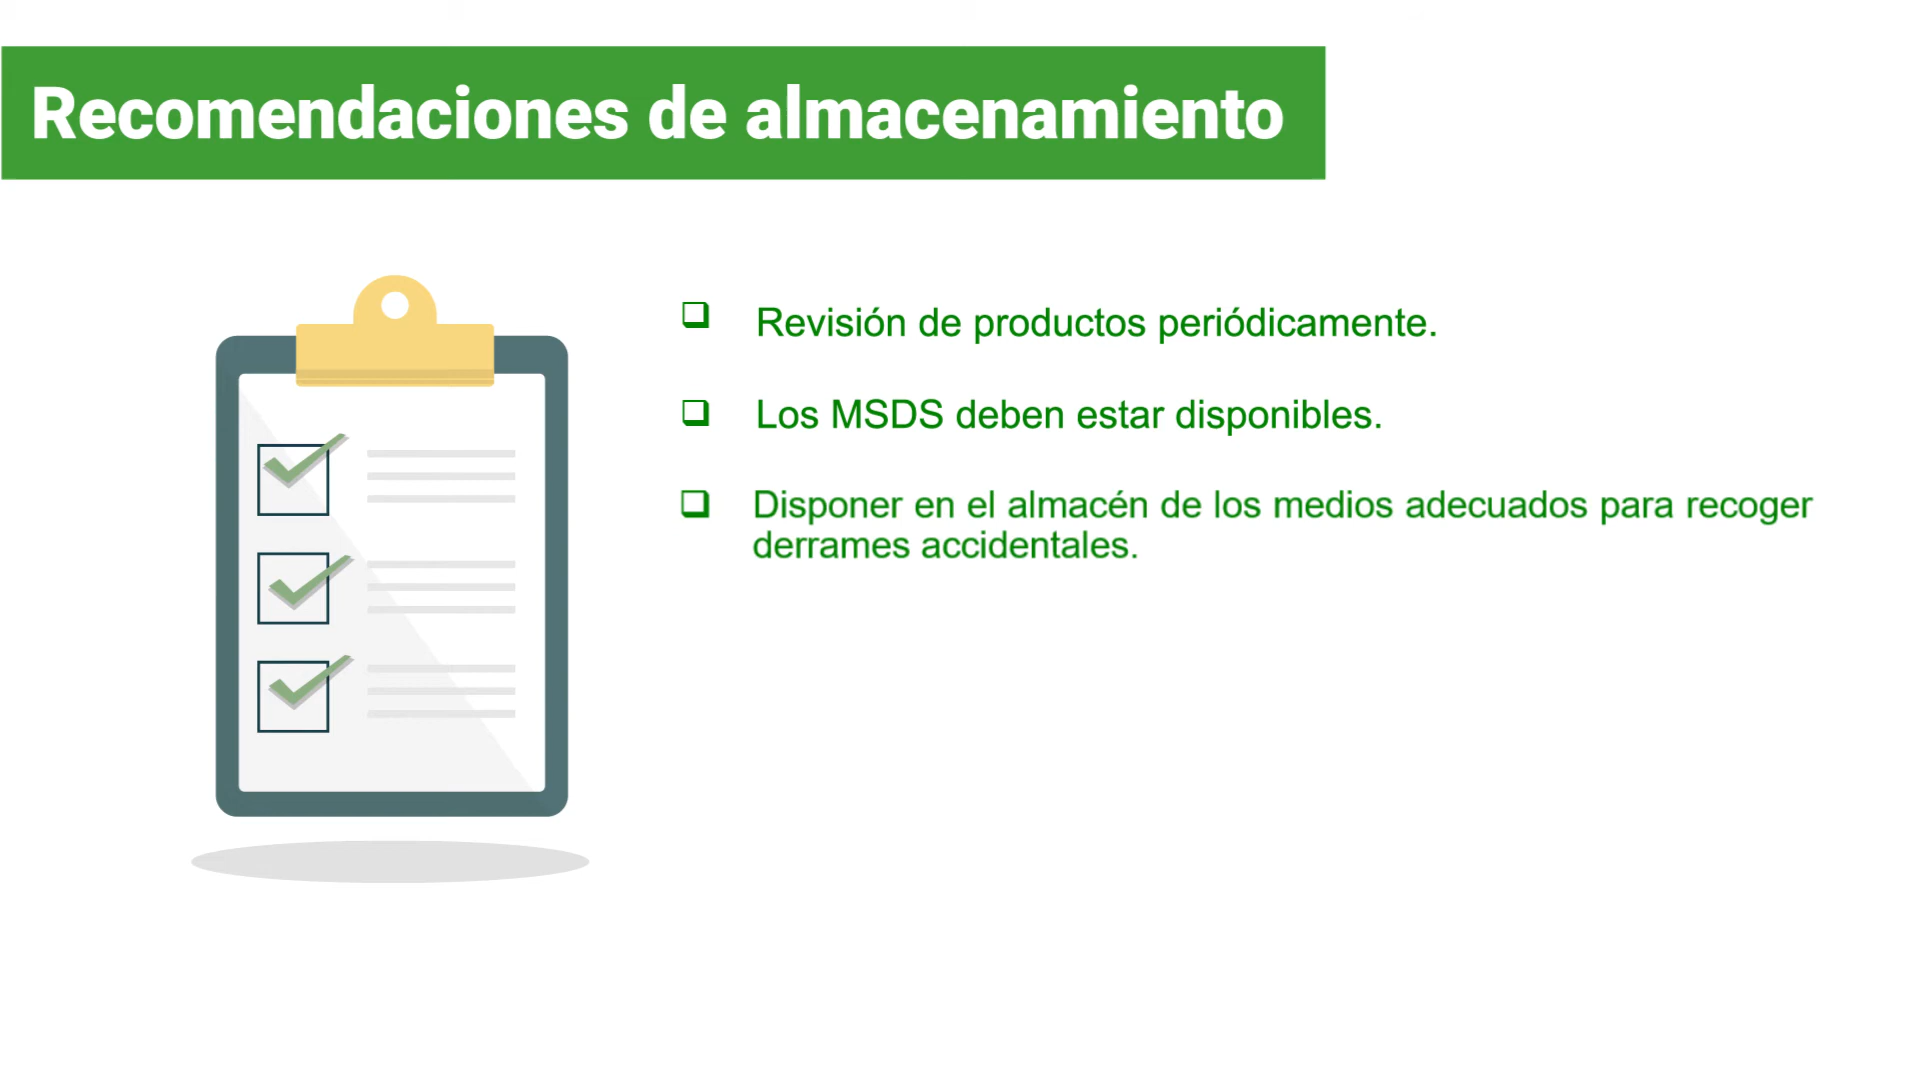 Recomendaciones de almacenamiento
Revisión de productos periódicamente.
Los MSDS deben estar disponibles.
Disponer en el almacén de los medios adecuados para recoger
derrames accidentales.